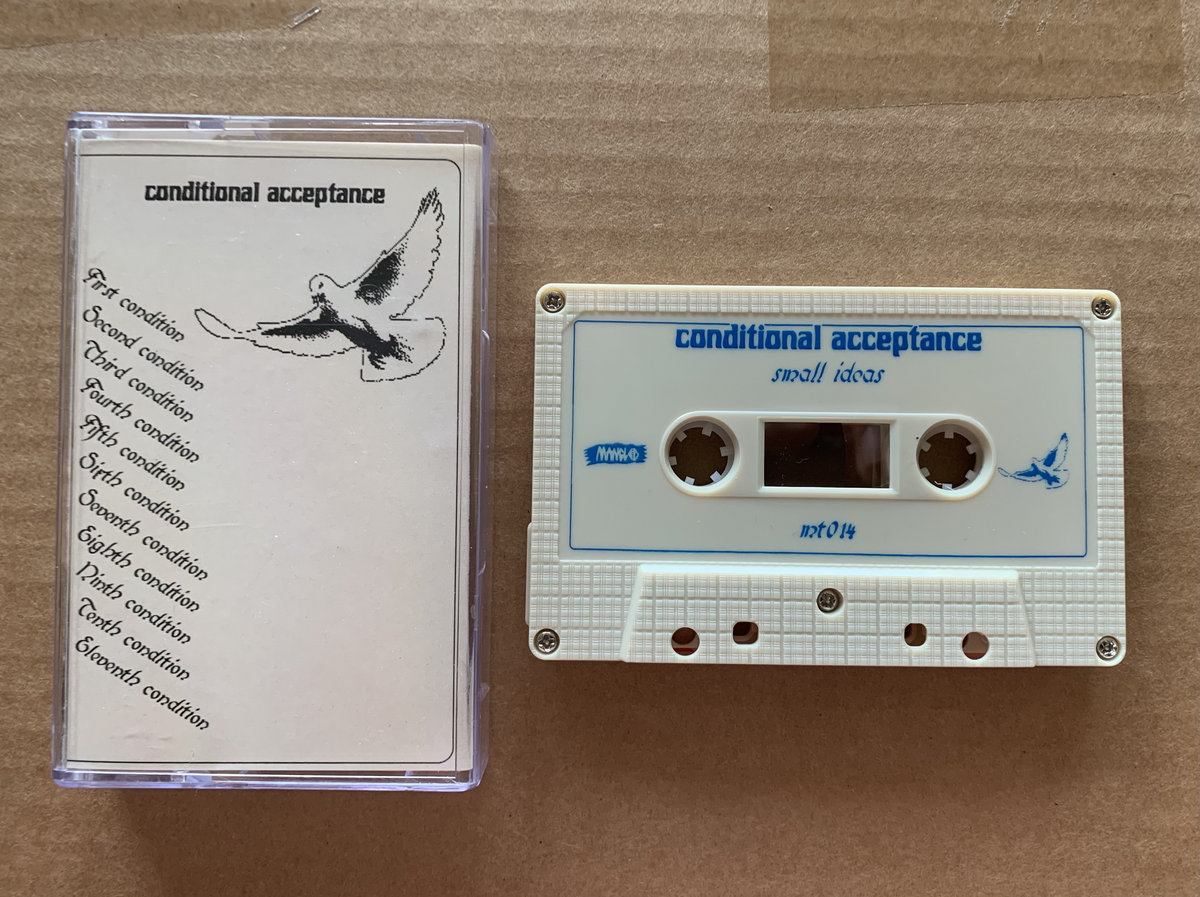 conditional acceptance
First condition
Second condition
Third condition
Fourth condition
Fifth condition
Sixth condition
Seventh condition
Eighth condition
Ninth condition
Tenth condition
Eleventh condition
conditional acceptance
small ideas
mt014